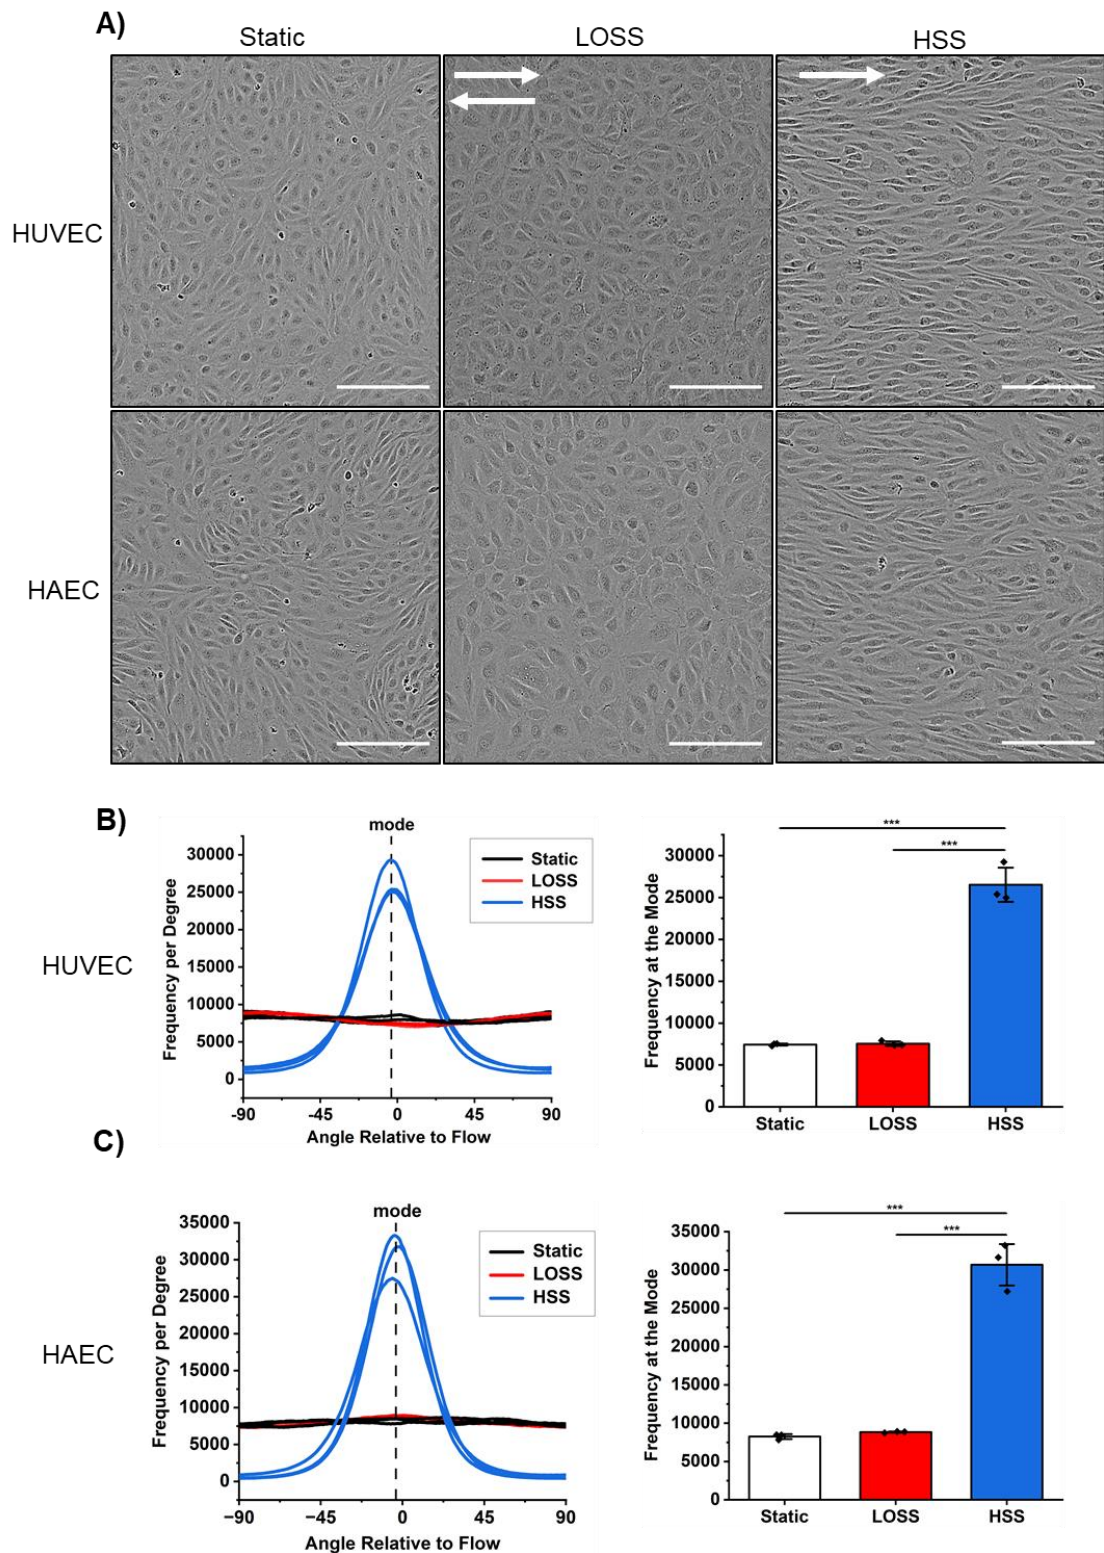 A)
Static LOSS HSS
HUVEC
HAEC
B)
mode
30000
25000
20000
15000
10000
5000
0
Frequency per Degree
Static
LOSS
HSS
-90 -45 0 45 90
Angle Relative to Flow
HUVEC
***
***
30000
25000
20000
15000
10000
5000
0
Frequency at the Mode
Static LOSS HSS
C)
mode
35000
30000
25000
20000
15000
10000
5000
0
Frequency per Degree
Static
LOSS
HSS
−90 −45 0 45 90
Angle Relative to Flow
HAEC
***
***
35000
30000
25000
20000
15000
10000
5000
0
Frequency at the Mode
Static LOSS HSS